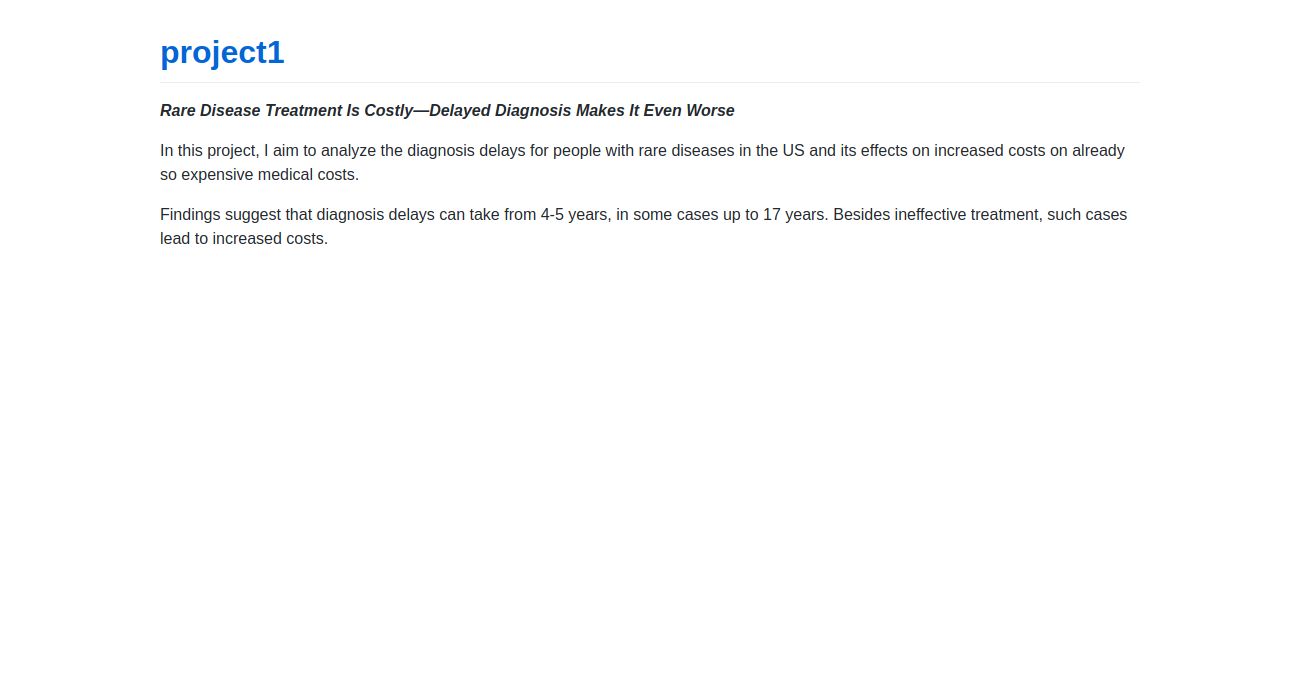 project1
Rare Disease Treatment Is Costly—Delayed Diagnosis Makes It Even Worse
In this project, I aim to analyze the diagnosis delays for people with rare diseases in the US and its effects on increased costs on already
so expensive medical costs.
Findings suggest that diagnosis delays can take from 4-5 years, in some cases up to 17 years. Besides ineffective treatment, such cases
lead to increased costs.